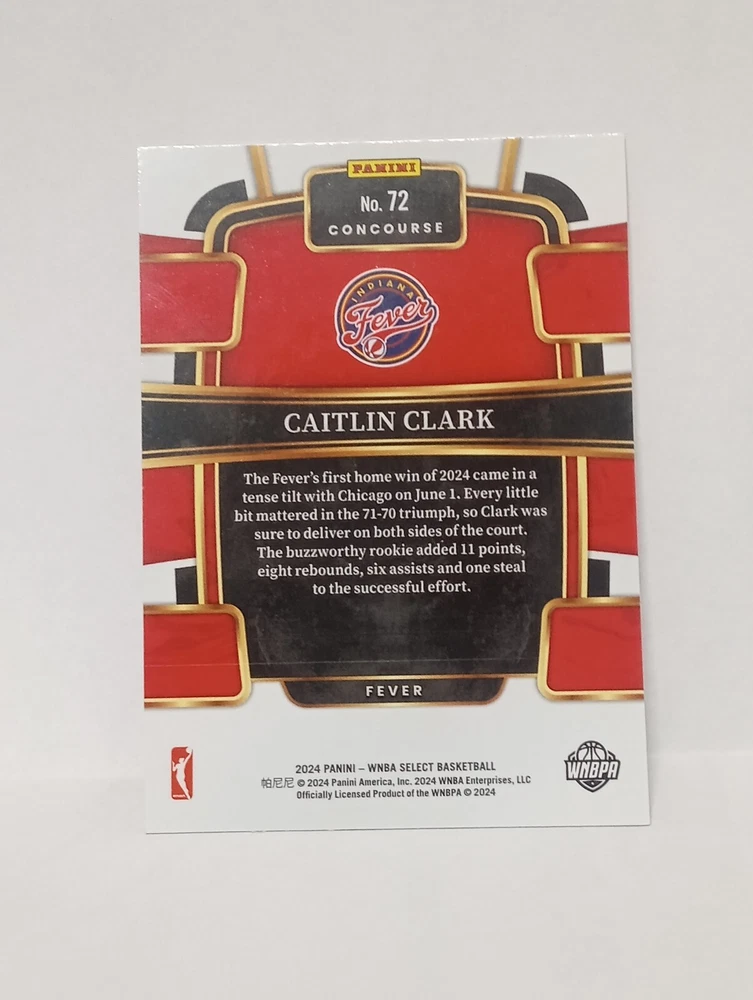 PANINI
No. 72
CONCOURSE
INDIANA
Fever
CAITLIN CLARK
The Fever's first home win of 2024 came in a
tense tilt with Chicago on June 1. Every little
bit mattered in the 71-70 triumph, so Clark was
sure to deliver on both sides of the court.
The buzzworthy rookie added 11 points,
eight rebounds, six assists and one steal
to the successful effort.
FEVER
2024 PANINI – WNBA SELECT BASKETBALL
帕尼尼 © 2024 Panini America, Inc. 2024 WNBA Enterprises, LLC
Officially Licensed Product of the WNBPA © 2024
WNBPA